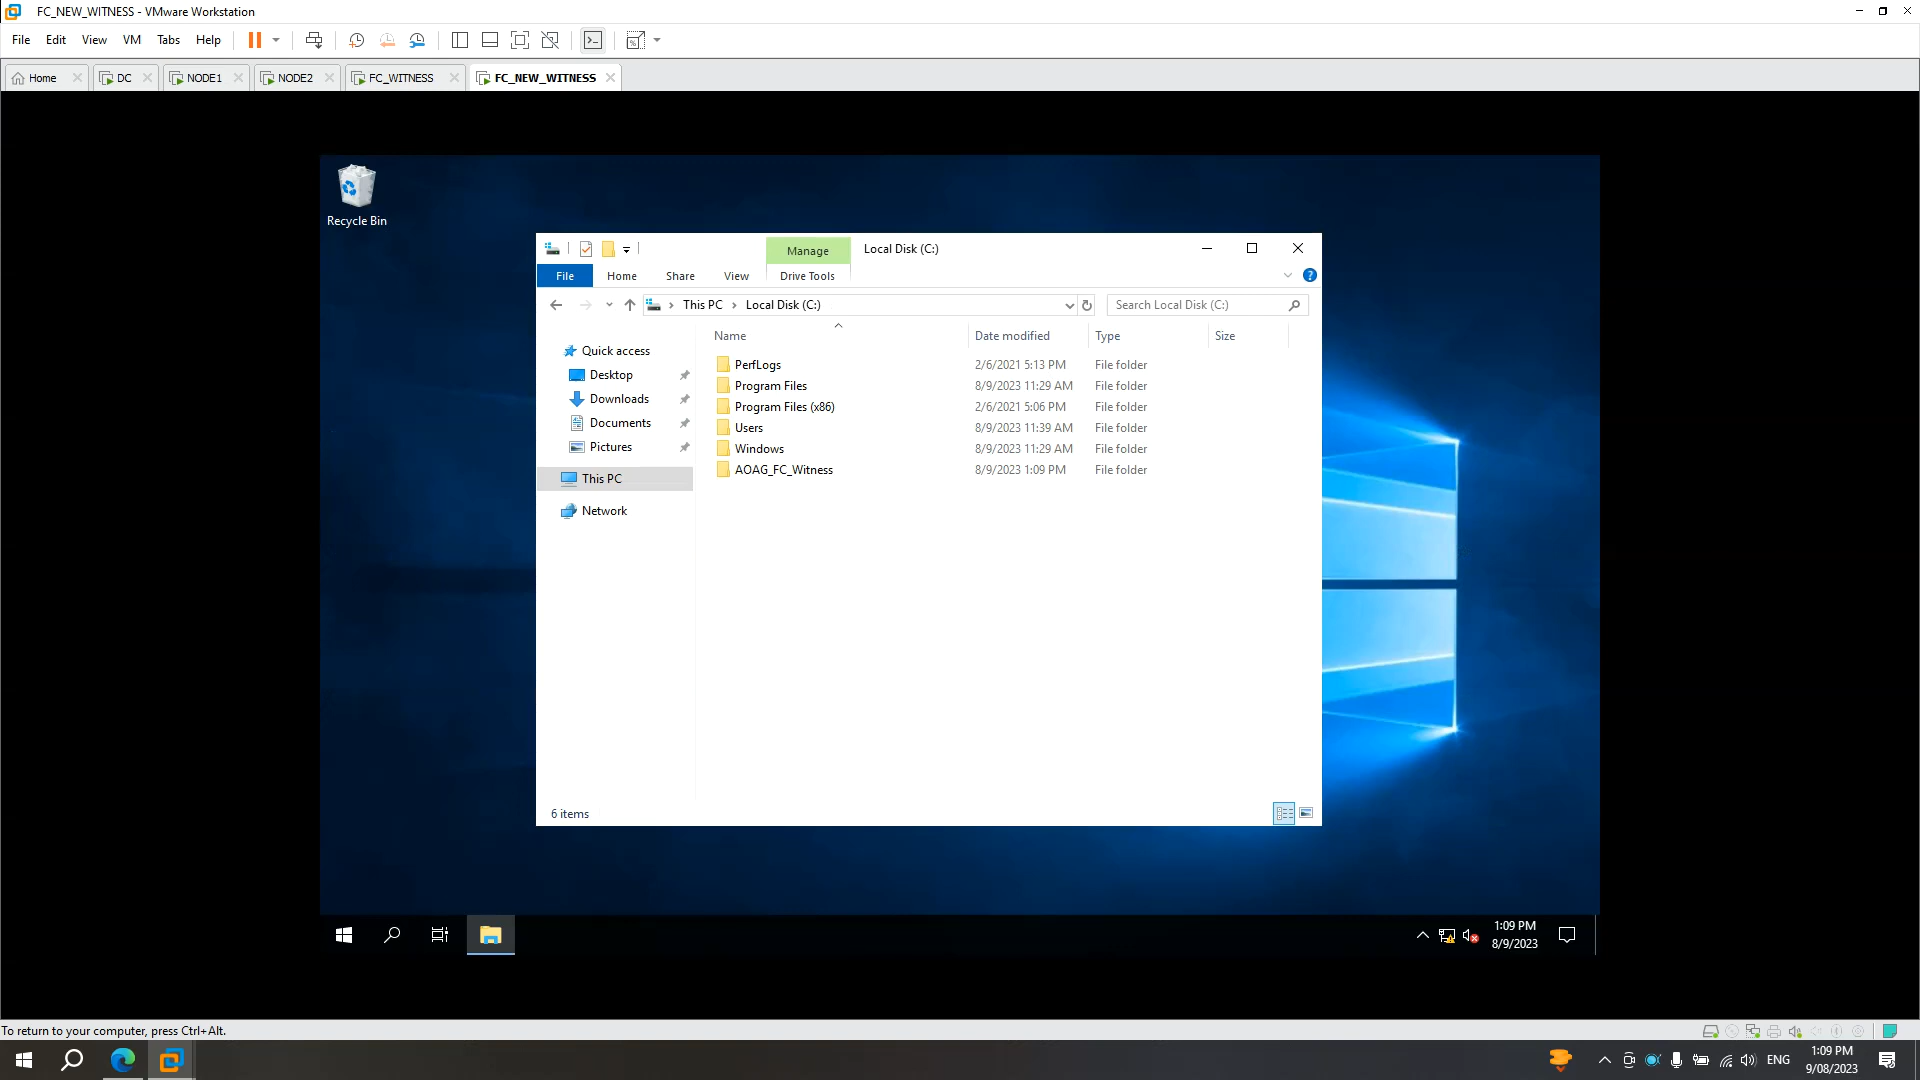 FC_NEW_WITNESS - VMware Workstation
File Edit View VM Tabs Help
Home DC NODE1 NODE2 FC_WITNESS FC_NEW_WITNESS
Recycle Bin
Manage Local Disk (C:)
File Home Share View Drive Tools
This PC Local Disk (C:) Search Local Disk (C:)
Name Date modified Type Size
Quick access
Desktop
Downloads
Documents
Pictures
This PC
Network
PerfLogs 2/6/2021 5:13 PM File folder
Program Files 8/9/2023 11:29 AM File folder
Program Files (x86) 2/6/2021 5:06 PM File folder
Users 8/9/2023 11:39 AM File folder
Windows 8/9/2023 11:29 AM File folder
AOAG_FC_Witness 8/9/2023 1:09 PM File folder
6 items
1:09 PM
8/9/2023
To return to your computer, press Ctrl+Alt.
ENG
1:09 PM
9/08/2023